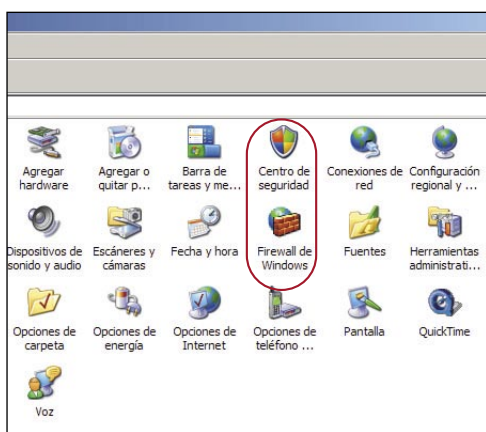 Agregar
hardware
Agregar o
quitar p...
Barra de
tareas y me...
Centro de
seguridad
Conexiones de
red
Configuración
regional y ...
Dispositivos de
sonido y audio
Escáneres y
cámaras
Fecha y hora
Firewall de
Windows
Fuentes
Herramientas
administrati...
Opciones de
carpeta
Opciones de
energía
Opciones de
Internet
Opciones de
teléfono ...
Pantalla
QuickTime
Voz